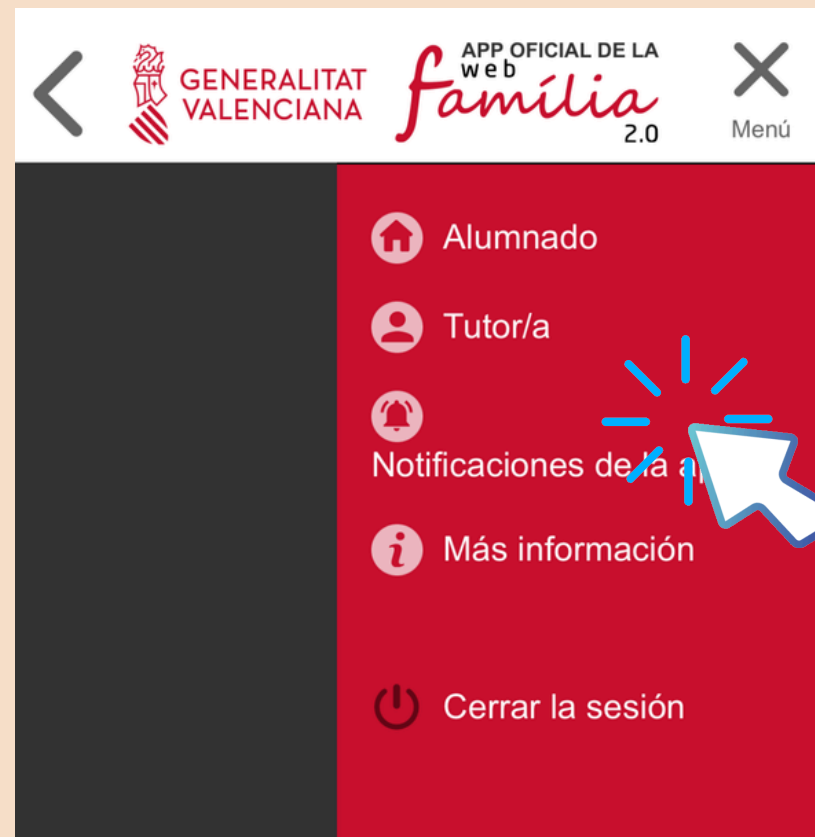 GENERALITAT
VALENCIANA
APP OFICIAL DE LA
web
família
2.0
Menú
Alumnado
Tutor/a
Notificaciones de la
Más información
Cerrar la sesión